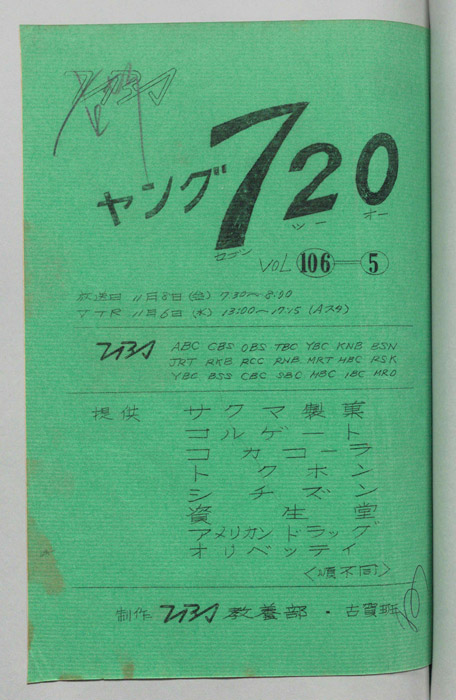 ヤング720
セブン ツー オー
VOL 106—5
放送日 11月8日(金) 7:30〜8:00
VTR 11月6日(水) 13:00〜17:15 (Aスタ)
TBS ABC CBS OBS TBC YBC KNB BSN
JRT RKB RCC RNB MRT HBC RSK
YBC BSS CBC SBC MBC IBC MRO
提供 サクマ製菓
コルゲート
コカコーラ
トクホン
シチズン
資生堂
アメリカンドラッグ
オリベッティ
〈順不同〉
制作 TBS 教養部・古賀班